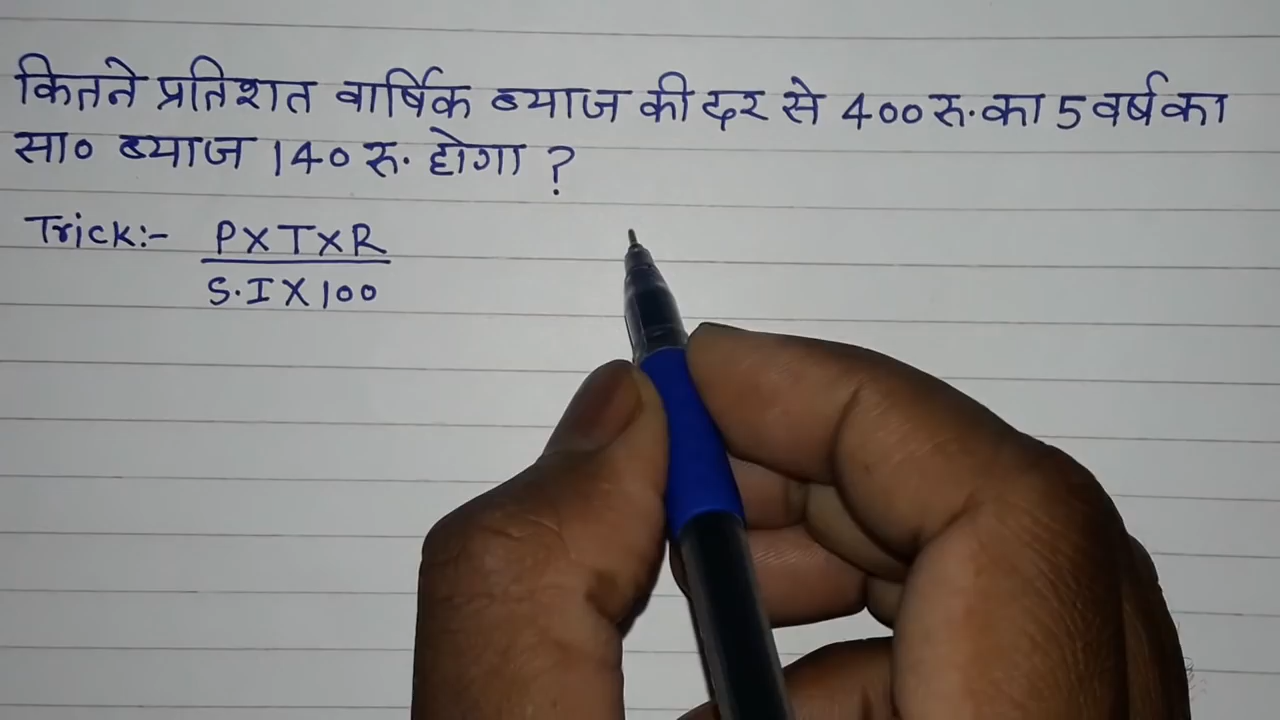 कितने प्रतिशत वार्षिक ब्याज की दर से 400 रु. का 5 वर्ष का
सा० ब्याज 140 रु. होगा ?
Trick:- P×T×R
S.I×100